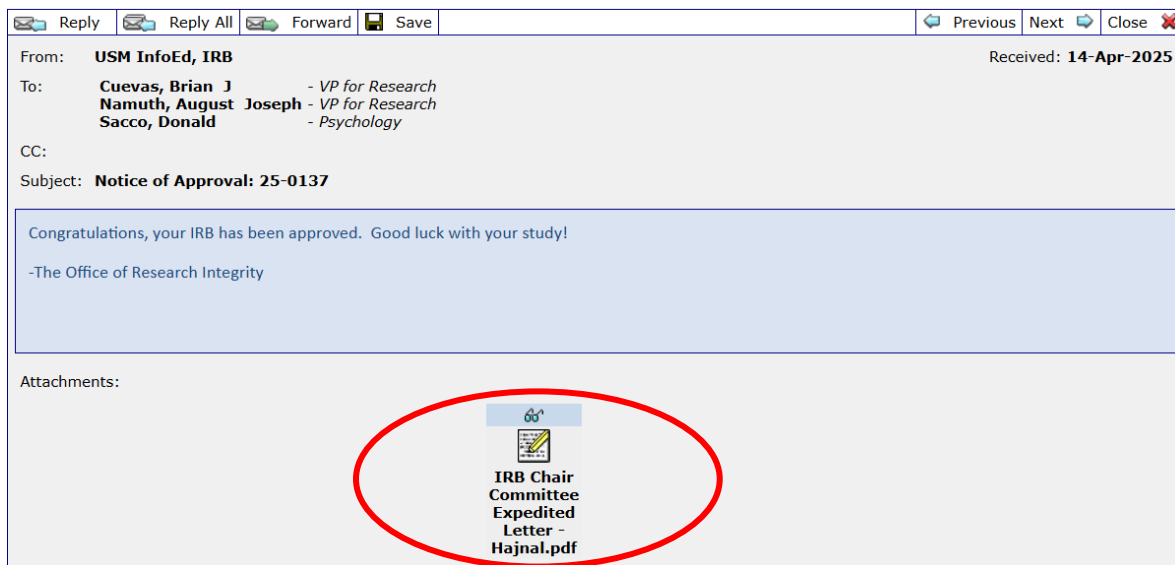 Reply Reply All Forward Save Previous Next Close
From: USM InfoEd, IRB Received: 14-Apr-2025
To: Cuevas, Brian J - VP for Research
Namuth, August Joseph - VP for Research
Sacco, Donald - Psychology
CC:
Subject: Notice of Approval: 25-0137
Congratulations, your IRB has been approved. Good luck with your study!
-The Office of Research Integrity
Attachments:
IRB Chair
Committee
Expedited
Letter -
Hajnal.pdf